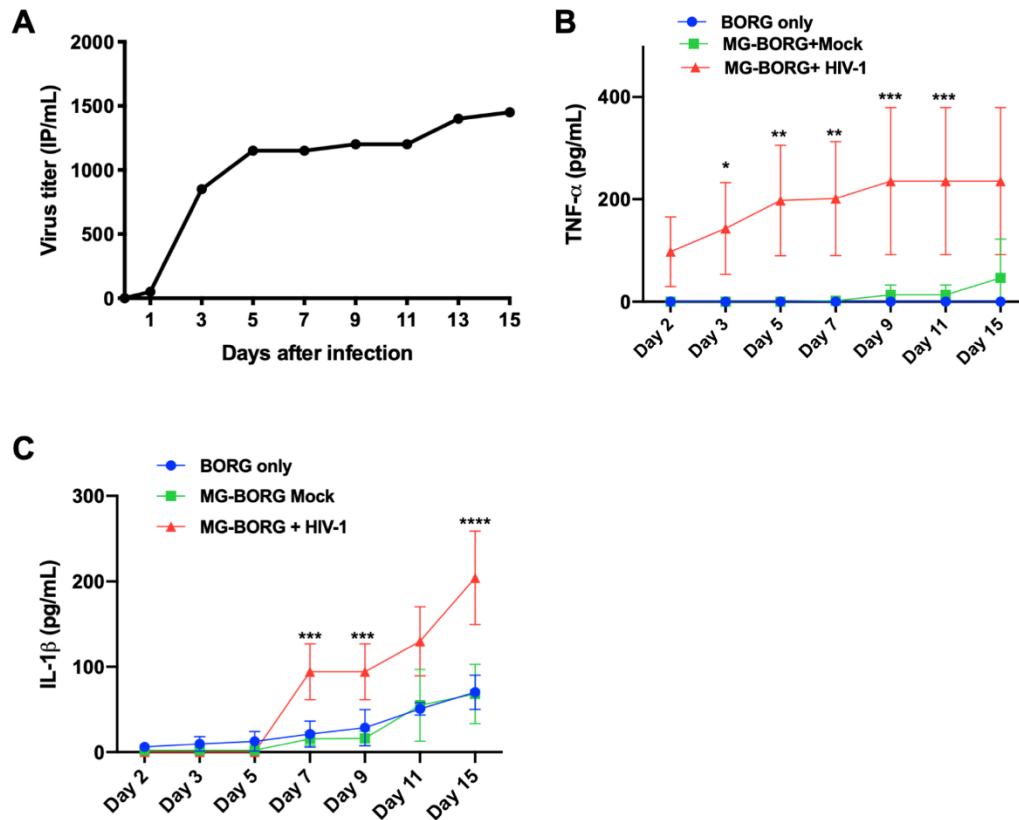 A
Virus titer (IP/mL)
2000
1500
1000
500
0
1 3 5 7 9 11 13 15
Days after infection
B
BORG only
MG-BORG+Mock
MG-BORG+ HIV-1
TNF-α (pg/mL)
400
200
0
*
**
**
***
***
Day 2 Day 3 Day 5 Day 7 Day 9 Day 11 Day 15
C
BORG only
MG-BORG Mock
MG-BORG + HIV-1
IL-1β (pg/mL)
300
200
100
0
***
***
****
Day 2 Day 3 Day 5 Day 7 Day 9 Day 11 Day 15